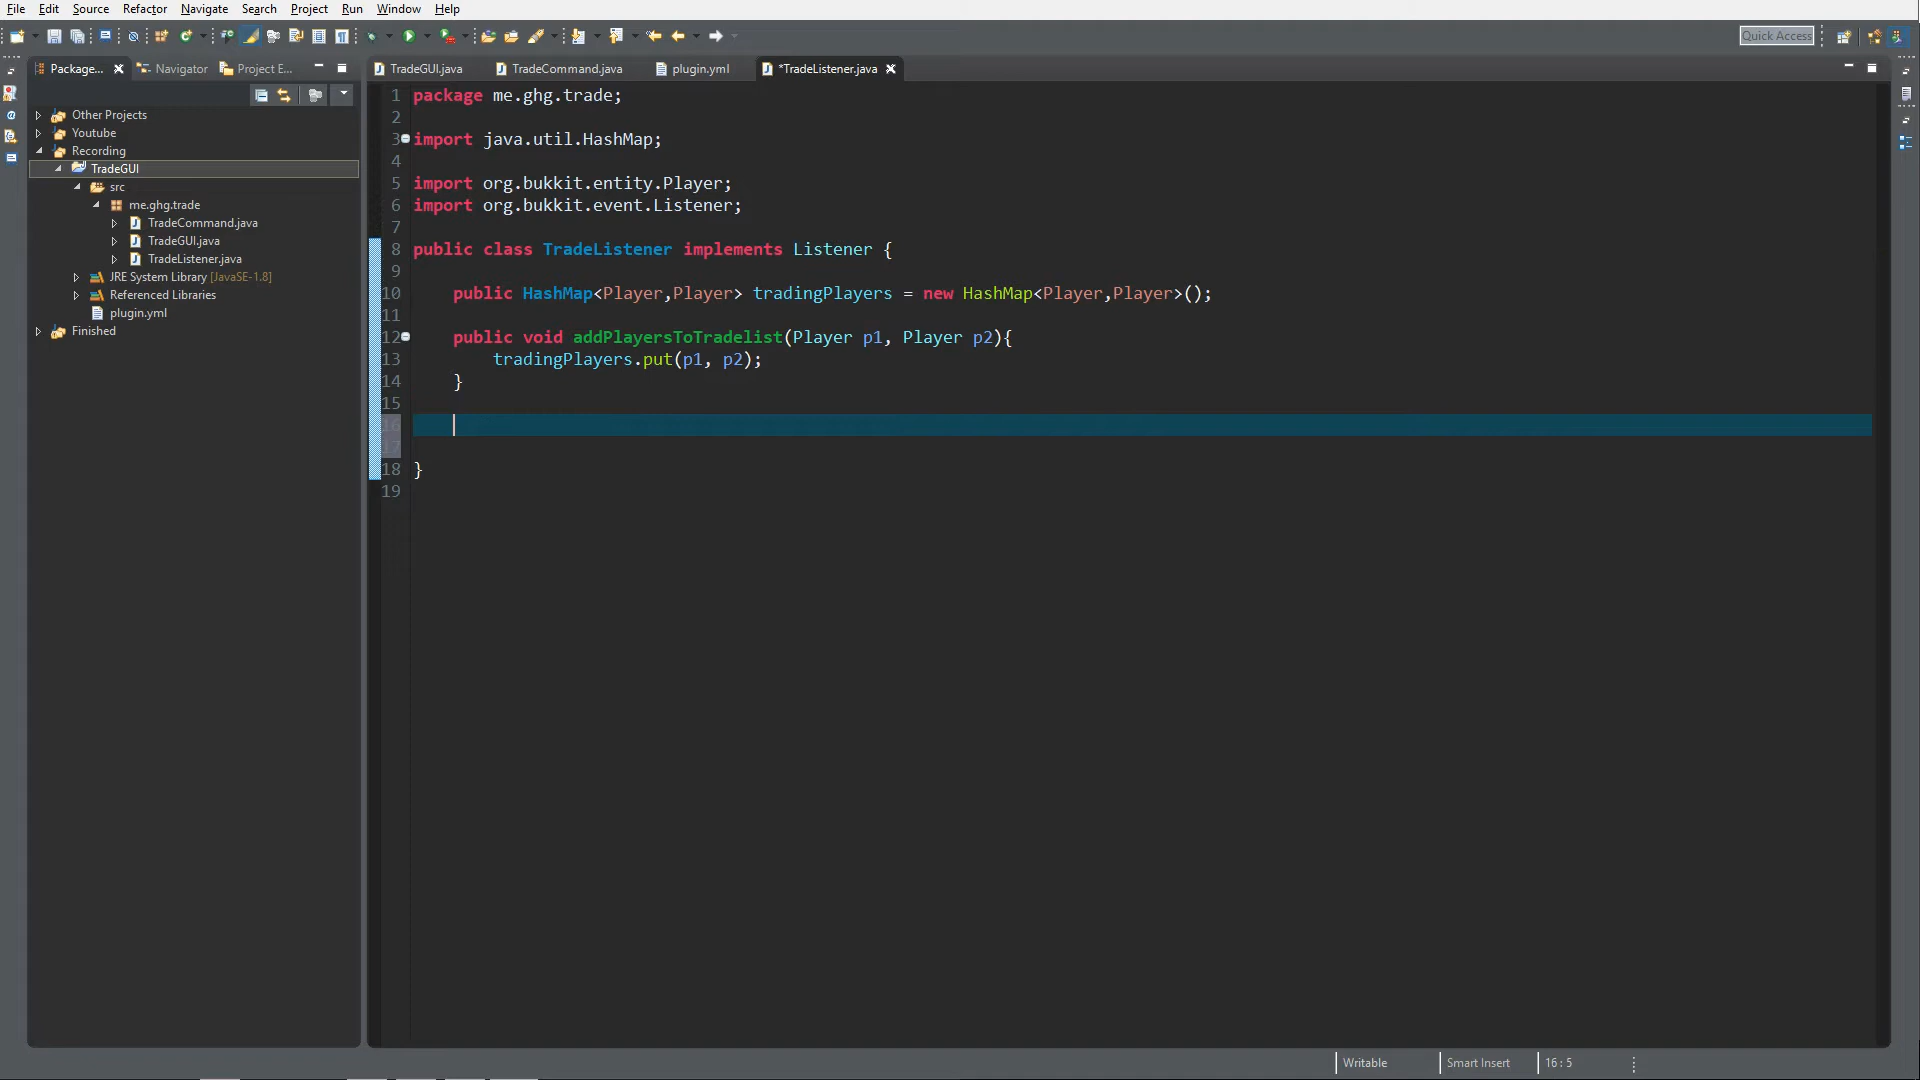 File Edit Source Refactor Navigate Search Project Run Window Help
Quick Access
Package... Navigator Project E...
TradeGUI.java TradeCommand.java plugin.yml *TradeListener.java
Other Projects
Youtube
Recording
TradeGUI
src
me.ghg.trade
TradeCommand.java
TradeGUI.java
TradeListener.java
JRE System Library [JavaSE-1.8]
Referenced Libraries
plugin.yml
Finished
1 package me.ghg.trade;
2
3 import java.util.HashMap;
4
5 import org.bukkit.entity.Player;
6 import org.bukkit.event.Listener;
7
8 public class TradeListener implements Listener {
9
10 public HashMap<Player,Player> tradingPlayers = new HashMap<Player,Player>();
11
12 public void addPlayersToTradelist(Player p1, Player p2){
13 tradingPlayers.put(p1, p2);
14 }
15
16
17
18 }
19
Writable Smart Insert 16 : 5